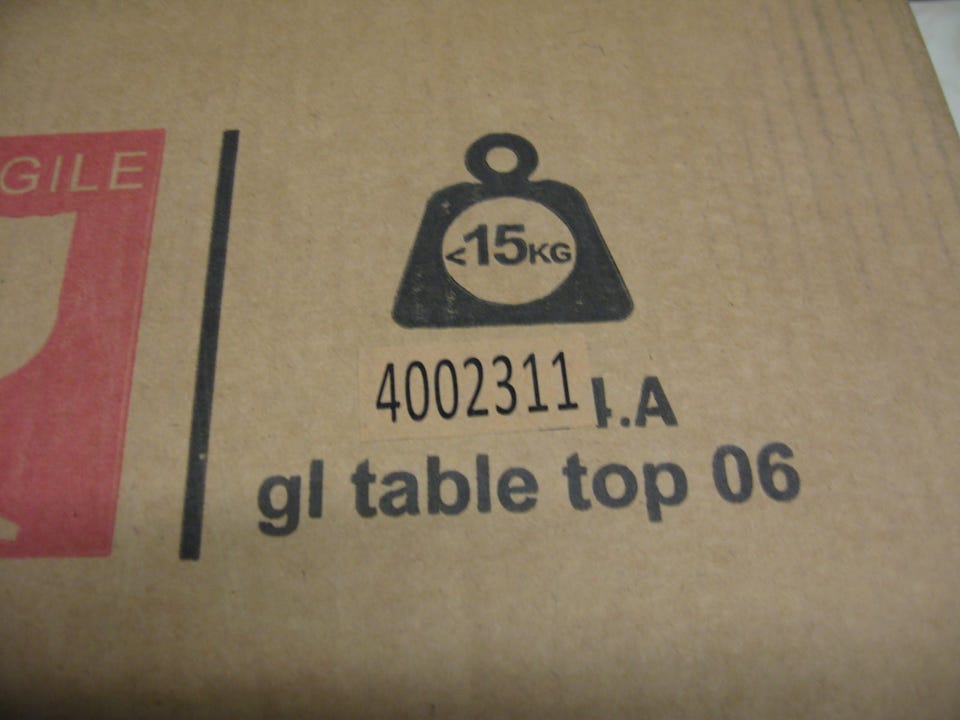 GILE
<15KG
4002311
.A
gl table top 06